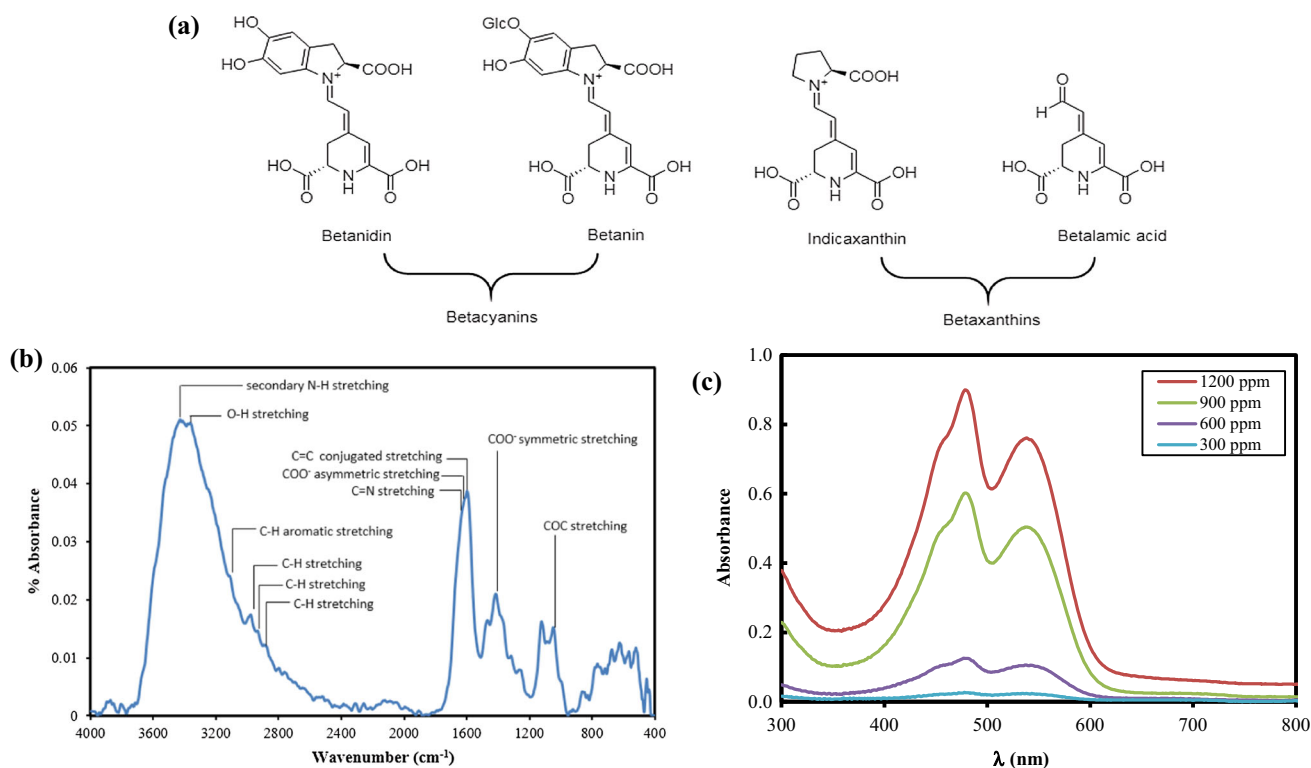 (a)
HO
HO
N⁺
COOH
HO
O
NH
O
OH
Betanidin
GlcO
HO
N⁺
COOH
HO
O
NH
O
OH
Betanin
N⁺
COOH
HO
O
NH
O
OH
Indicaxanthin
O
H
HO
O
NH
O
OH
Betalamic acid
Betacyanins
Betaxanthins
(b)
% Absorbance
0.06
0.05
0.04
0.03
0.02
0.01
0
secondary N-H stretching
O-H stretching
C-H aromatic stretching
C-H stretching
C-H stretching
C-H stretching
C=C conjugated stretching
COO⁻ asymmetric stretching
C=N stretching
COO⁻ symmetric stretching
COC stretching
4000 3600 3200 2800 2400 2000 1600 1200 800 400
Wavenumber (cm⁻¹)
(c)
Absorbance
1.0
0.8
0.6
0.4
0.2
0.0
1200 ppm
900 ppm
600 ppm
300 ppm
300 400 500 600 700 800
λ (nm)